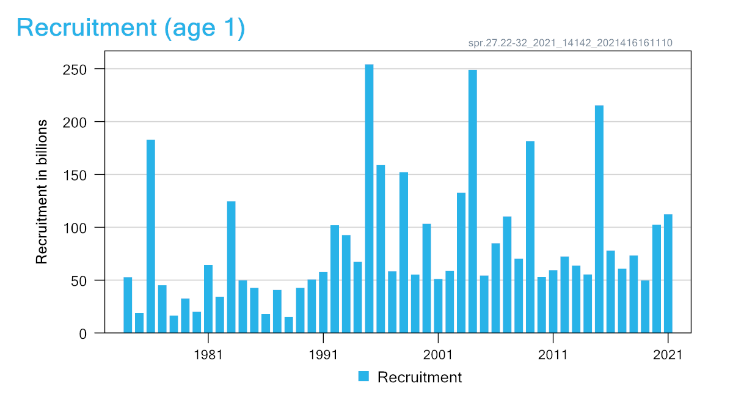 Recruitment (age 1)
spr.27.22-32_2021_14142_2021416161110
Recruitment in billions
250
200
150
100
50
0
1981 1991 2001 2011 2021
Recruitment